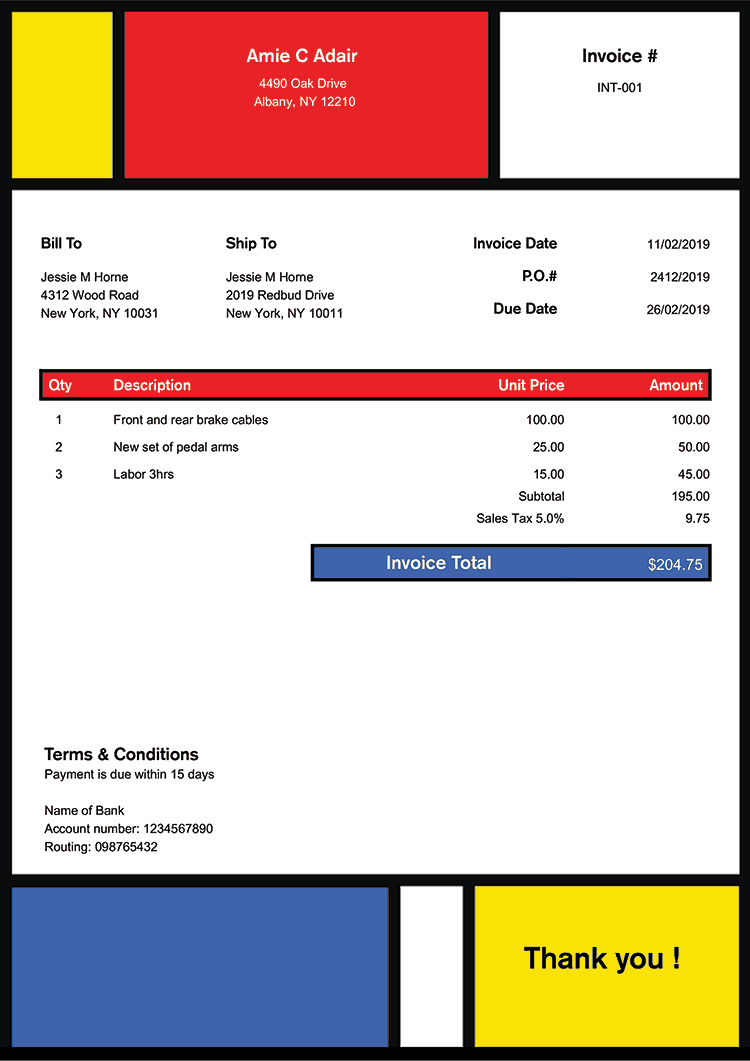 Amie C Adair
4490 Oak Drive
Albany, NY 12210
Invoice #
INT-001
Bill To
Jessie M Horne
4312 Wood Road
New York, NY 10031
Ship To
Jessie M Horne
2019 Redbud Drive
New York, NY 10011
Invoice Date 11/02/2019
P.O.# 2412/2019
Due Date 26/02/2019
Qty Description Unit Price Amount
1 Front and rear brake cables 100.00 100.00
2 New set of pedal arms 25.00 50.00
3 Labor 3hrs 15.00 45.00
Subtotal 195.00
Sales Tax 5.0% 9.75
Invoice Total $204.75
Terms & Conditions
Payment is due within 15 days
Name of Bank
Account number: 1234567890
Routing: 098765432
Thank you !